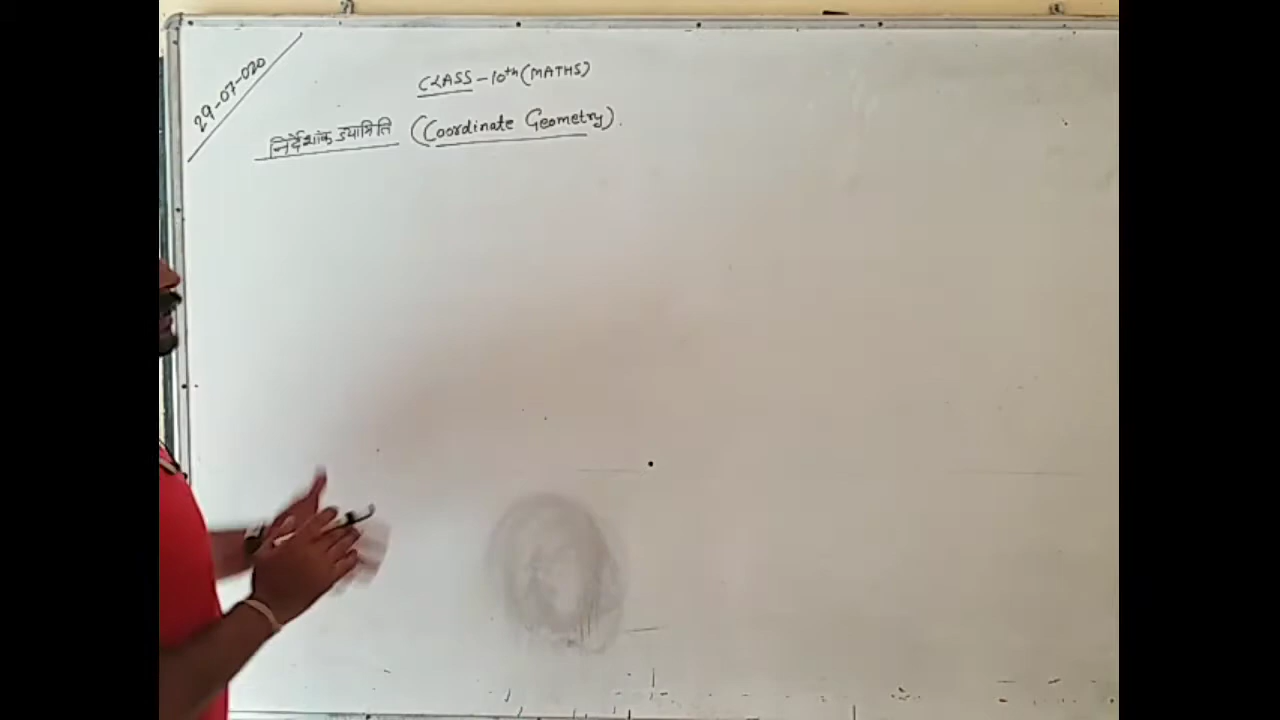 29-07-020
CLASS-10th (MATHS)
निर्देशांक ज्यामिति (Coordinate Geometry).